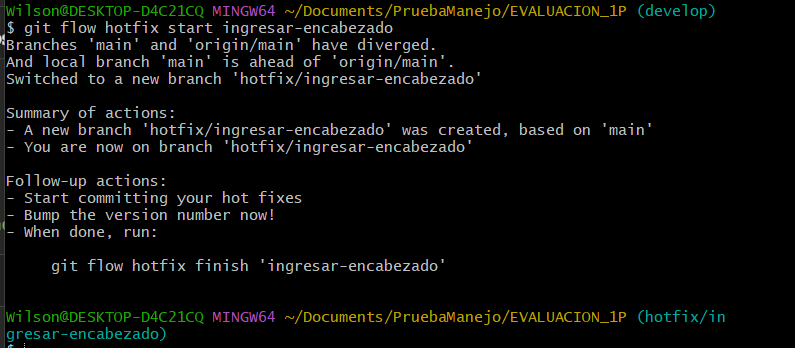 Wilson@DESKTOP-D4C21CQ MINGW64 ~/Documents/PruebaManejo/EVALUACION_1P (develop)
$ git flow hotfix start ingresar-encabezado
Branches 'main' and 'origin/main' have diverged.
And local branch 'main' is ahead of 'origin/main'.
Switched to a new branch 'hotfix/ingresar-encabezado'
Summary of actions:
- A new branch 'hotfix/ingresar-encabezado' was created, based on 'main'
- You are now on branch 'hotfix/ingresar-encabezado'
Follow-up actions:
- Start committing your hot fixes
- Bump the version number now!
- When done, run:
git flow hotfix finish 'ingresar-encabezado'
Wilson@DESKTOP-D4C21CQ MINGW64 ~/Documents/PruebaManejo/EVALUACION_1P (hotfix/in
gresar-encabezado)
$